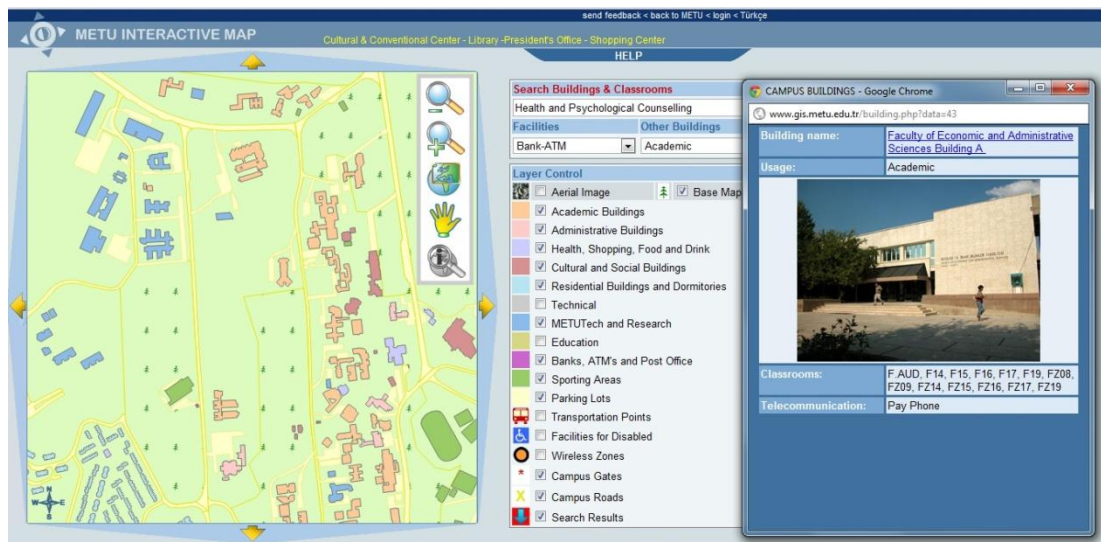 send feedback < back to METU < login < Türkçe
METU INTERACTIVE MAP
Cultural & Conventional Center - Library -President's Office - Shopping Center
HELP
Search Buildings & Classrooms
Health and Psychological Counselling
Facilities Other Buildings
Bank-ATM Academic
Layer Control
Aerial Image Base Map
Academic Buildings
Administrative Buildings
Health, Shopping, Food and Drink
Cultural and Social Buildings
Residential Buildings and Dormitories
Technical
METUTech and Research
Education
Banks, ATM's and Post Office
Sporting Areas
Parking Lots
Transportation Points
Facilities for Disabled
Wireless Zones
Campus Gates
Campus Roads
Search Results
N
W E
S
CAMPUS BUILDINGS - Google Chrome
www.gis.metu.edu.tr/building.php?data=43
Building name: Faculty of Economic and Administrative
Sciences Building A
Usage: Academic
Classrooms: F.AUD, F14, F15, F16, F17, F19, FZ08,
FZ09, FZ14, FZ15, FZ16, FZ17, FZ19
Telecommunication: Pay Phone